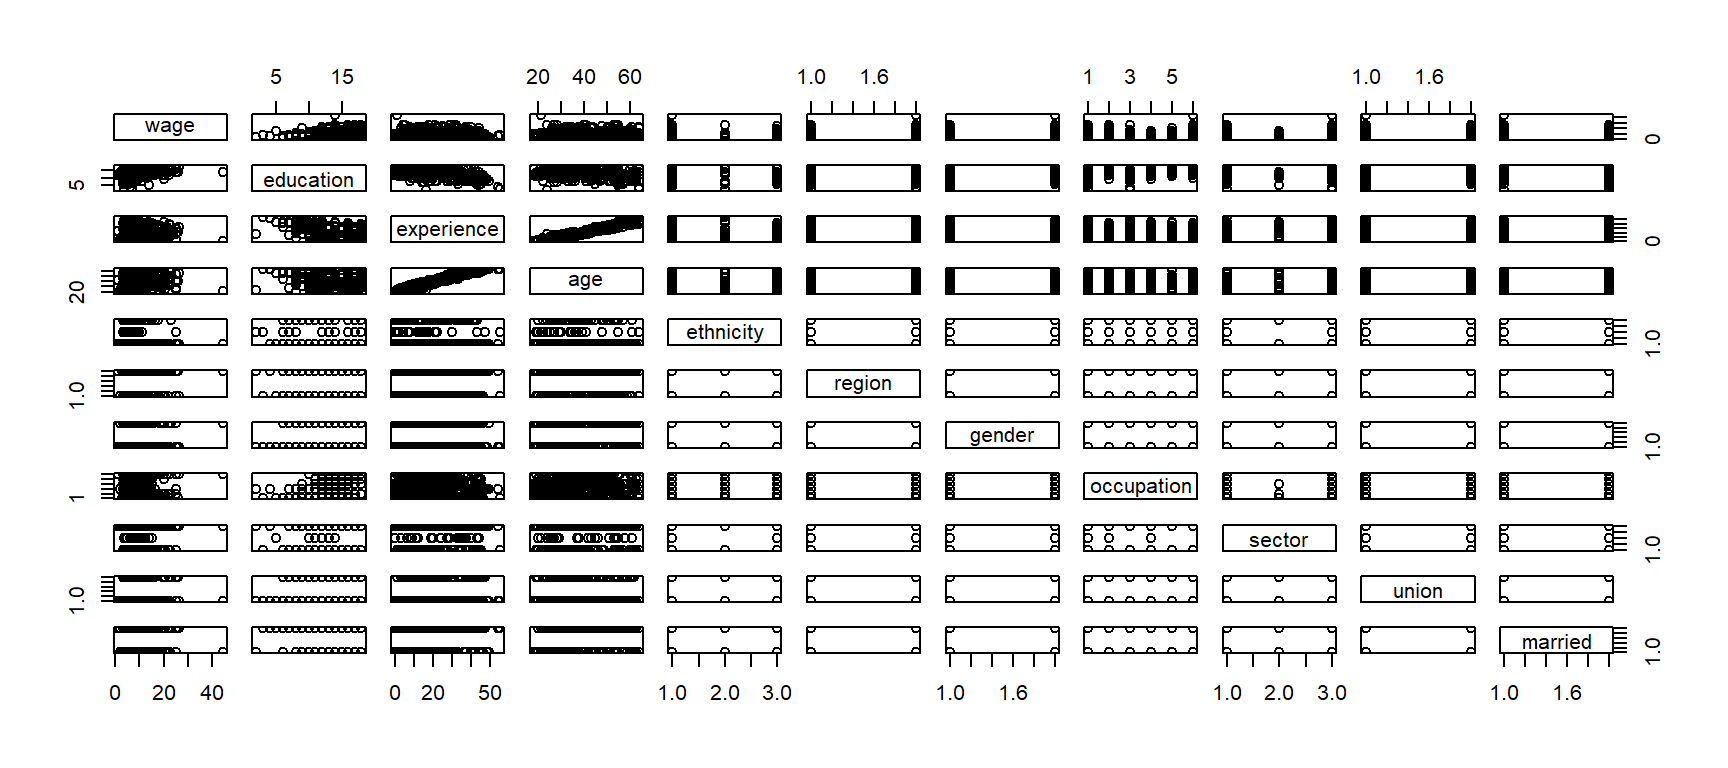 5 15 20 40 60 1.0 1.6 1 3 5 1.0 1.6
wage 0
5 education
experience 0
20 age
ethnicity 1.0
1.0 region
gender 1.0
1 occupation
sector 1.0
1.0 union
married 1.0
0 20 40 0 20 50 1.0 2.0 3.0 1.0 1.6 1.0 2.0 3.0 1.0 1.6